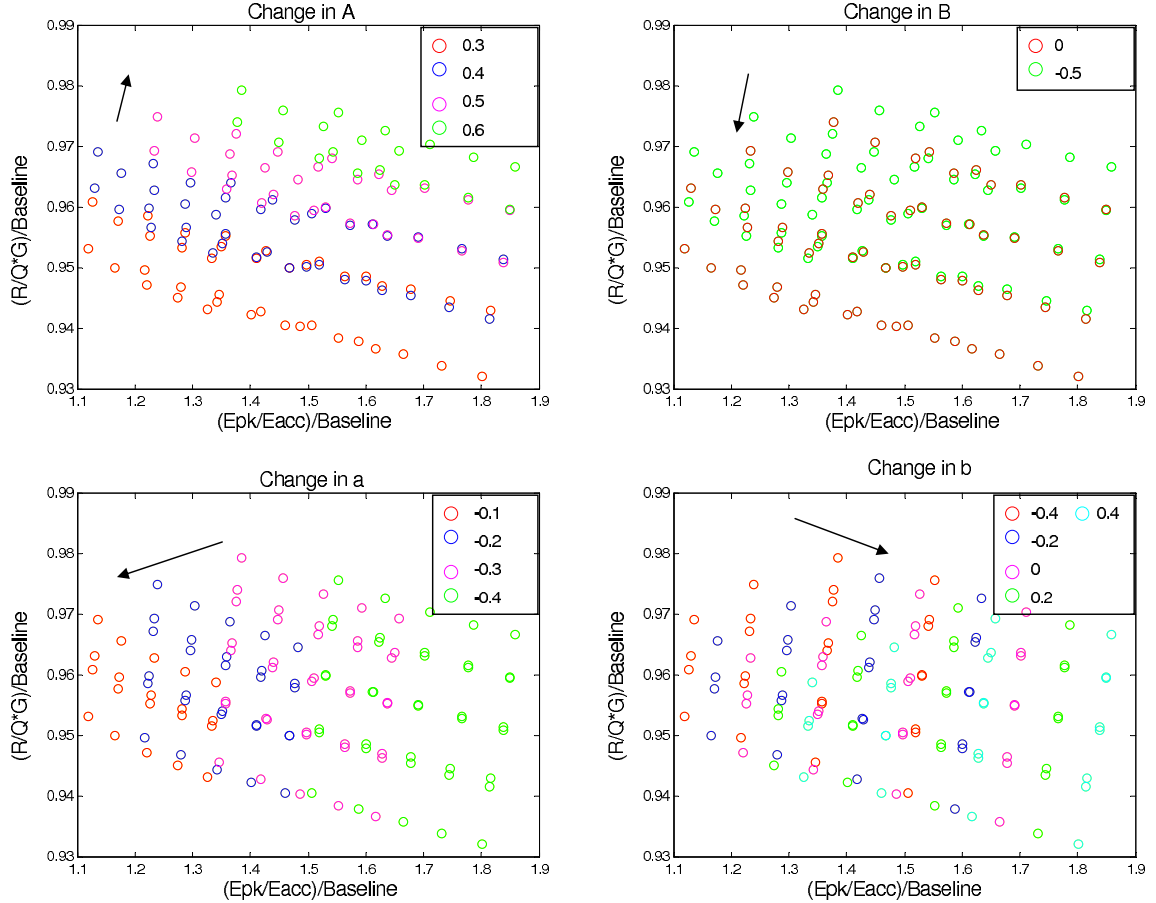 Change in A
0.99
0.98
0.97
0.96
0.95
0.94
0.93
(R/Q*G)/Baseline
0.3
0.4
0.5
0.6
1.1 1.2 1.3 1.4 1.5 1.6 1.7 1.8 1.9
(Epk/Eacc)/Baseline
Change in B
0.99
0.98
0.97
0.96
0.95
0.94
0.93
(R/Q*G)/Baseline
0
-0.5
1.1 1.2 1.3 1.4 1.5 1.6 1.7 1.8 1.9
(Epk/Eacc)/Baseline
Change in a
0.99
0.98
0.97
0.96
0.95
0.94
0.93
(R/Q*G)/Baseline
-0.1
-0.2
-0.3
-0.4
1.1 1.2 1.3 1.4 1.5 1.6 1.7 1.8 1.9
(Epk/Eacc)/Baseline
Change in b
0.99
0.98
0.97
0.96
0.95
0.94
0.93
(R/Q*G)/Baseline
-0.4 0.4
-0.2
0
0.2
1.1 1.2 1.3 1.4 1.5 1.6 1.7 1.8 1.9
(Epk/Eacc)/Baseline